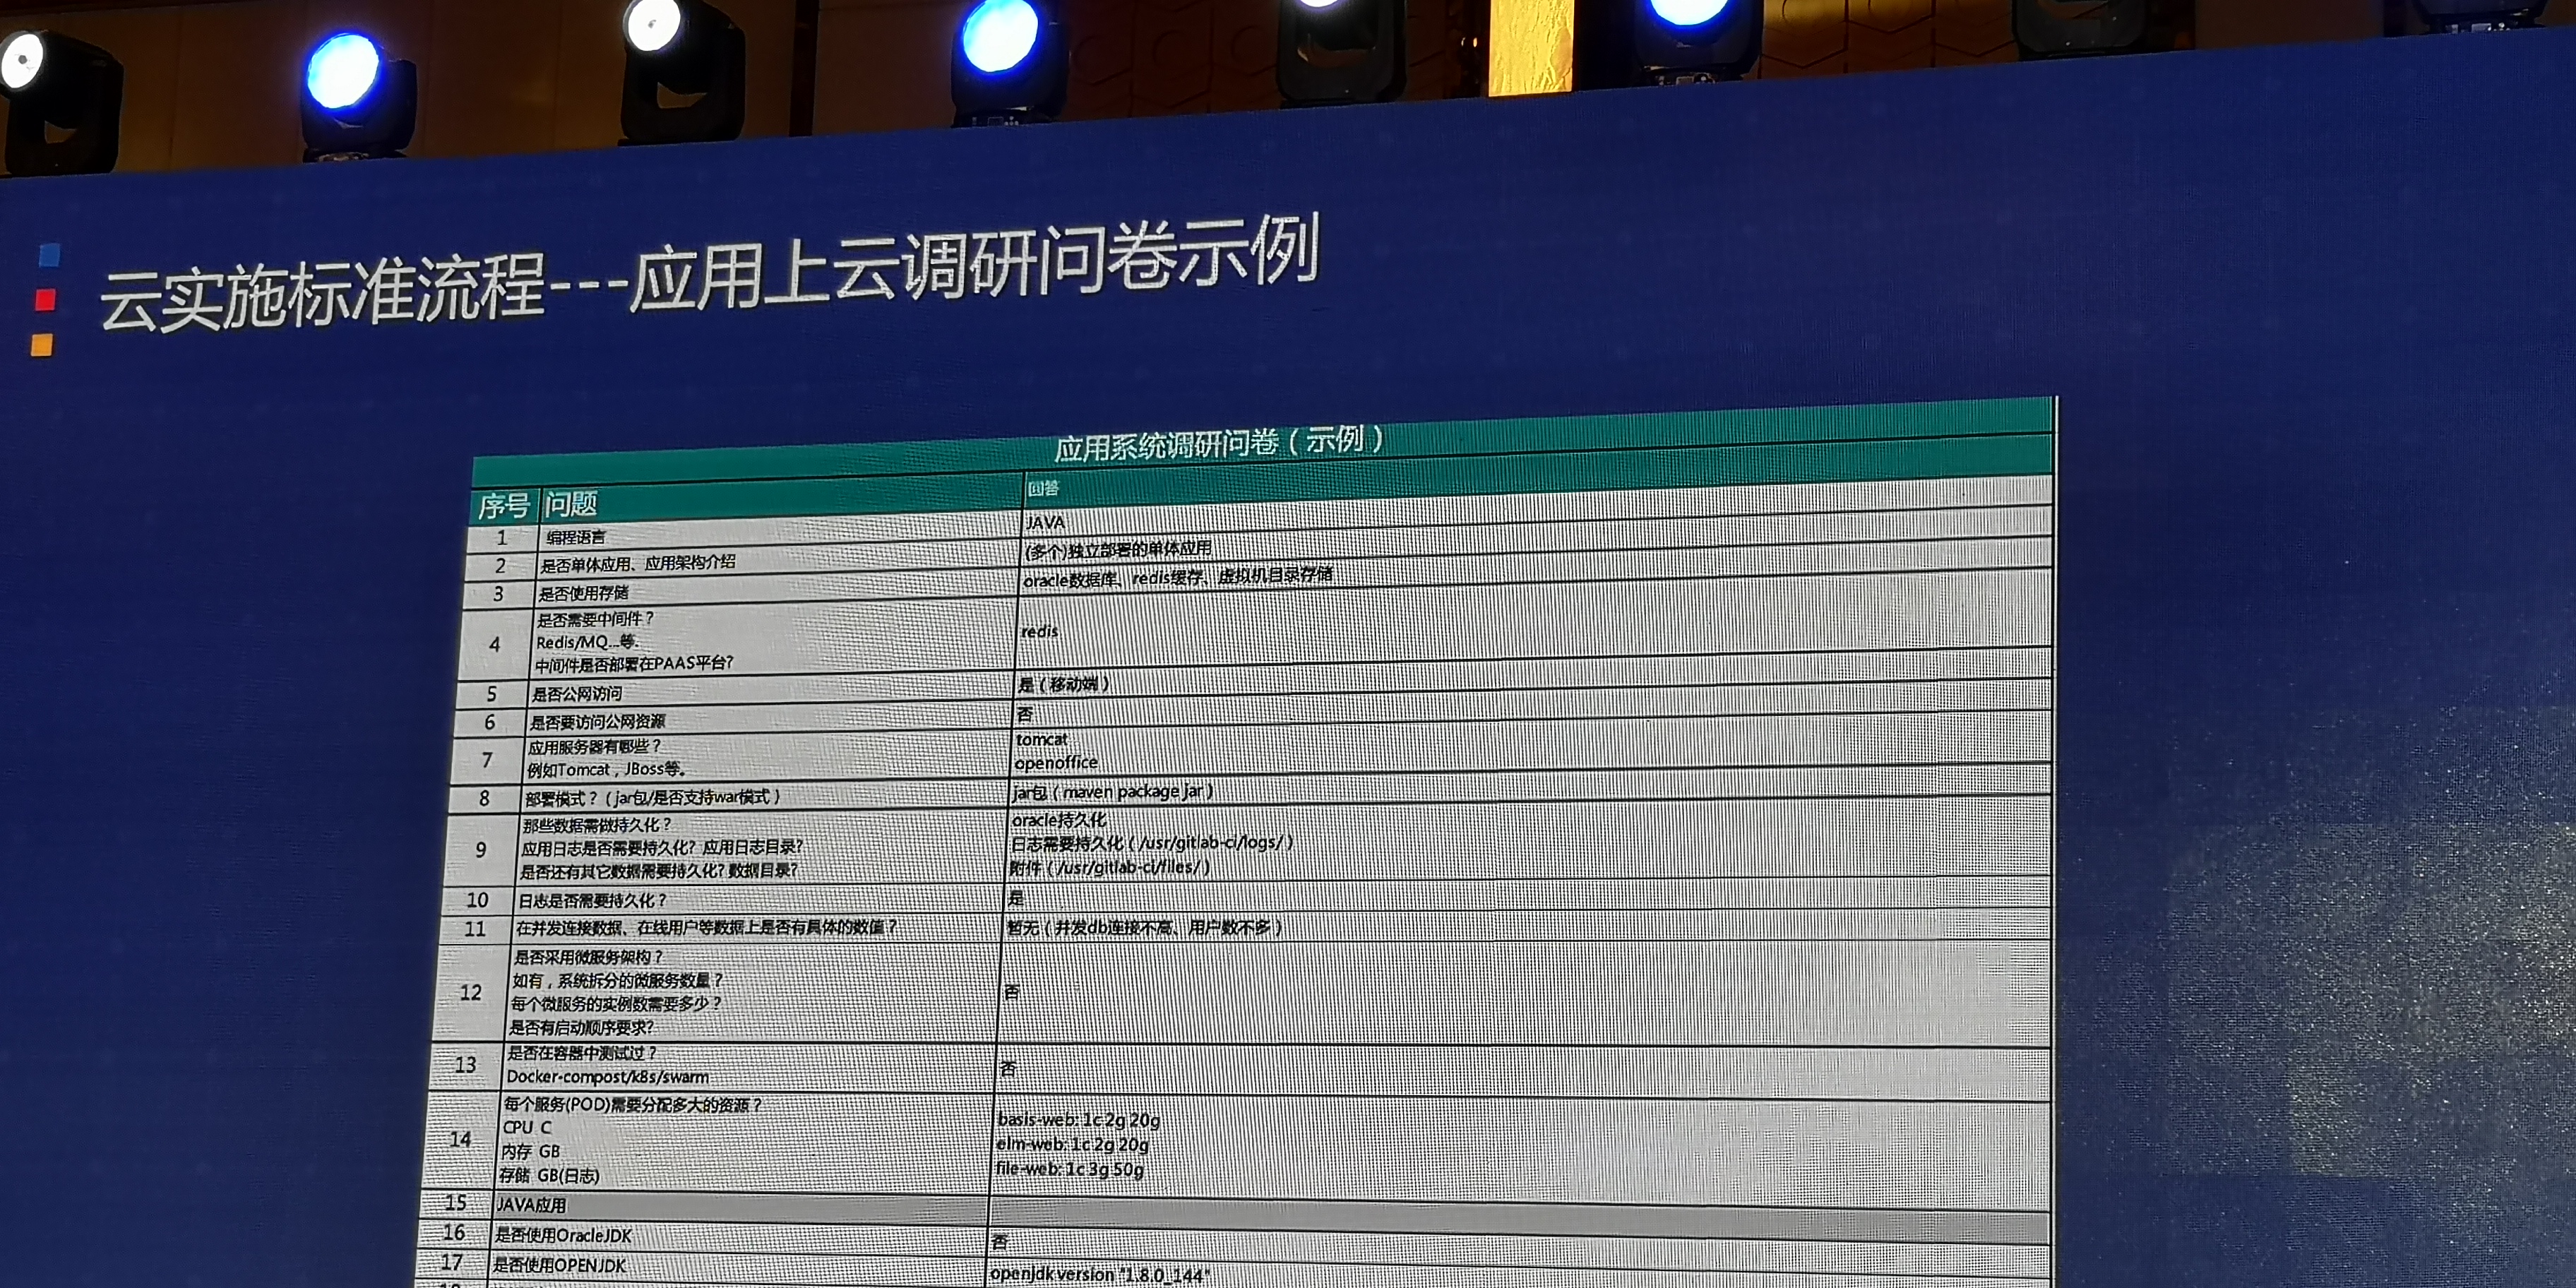 云实施标准流程---应用上云调研问卷示例
应用系统调研问卷（示例）
序号 问题 回答
1 编程语言 JAVA
2 是否单体应用、应用架构介绍 (多个)独立部署的单体应用
3 是否使用存储 oracle数据库、redis缓存、虚拟机目录存储
4 是否需要中间件？
Redis/MQ...等.
中间件是否部署在PAAS平台?
redis
5 是否公网访问 是（移动端）
6 是否要访问公网资源 否
7 应用服务器有哪些？
例如Tomcat，JBoss等。
tomcat
openoffice
8 部署模式？（jar包/是否支持war模式） jar包（maven package jar）
9 那些数据需做持久化？
应用日志是否需要持久化? 应用日志目录?
是否还有其它数据需要持久化? 数据目录?
oracle持久化
日志需要持久化（/usr/gitlab-ci/logs/）
附件（/usr/gitlab-ci/files/）
10 日志是否需要持久化？ 是
11 在并发连接数据、在线用户等数据上是否有具体的数值？ 暂无（并发db连接不高、用户数不多）
12 是否采用微服务架构？
如有，系统拆分的微服务数量？
每个微服务的实例数需要多少？
是否有启动顺序要求?
否
13 是否在容器中测试过？
Docker-compost/k8s/swarm
否
14 每个服务(POD)需要分配多大的资源？
CPU C
内存 GB
存储 GB(日志)
basis-web: 1c 2g 20g
elm-web: 1c 2g 20g
file-web: 1c 3g 50g
15 JAVA应用
16 是否使用OracleJDK 否
17 是否使用OPENJDK openjdk version "1.8.0_144"